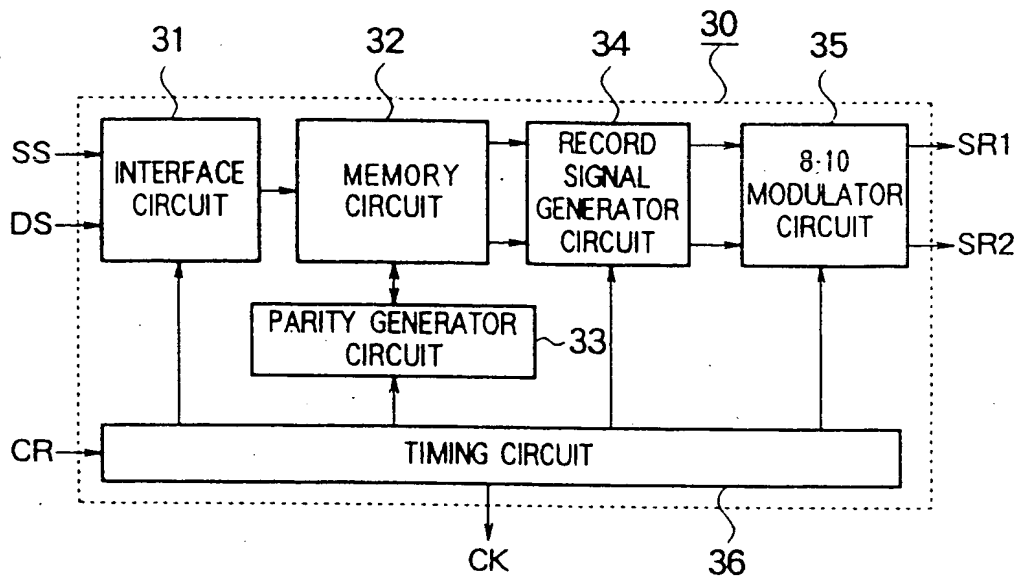 31
32
34
30
35
SS
DS
INTERFACE
CIRCUIT
MEMORY
CIRCUIT
RECORD
SIGNAL
GENERATOR
CIRCUIT
8·10
MODULATOR
CIRCUIT
SR1
SR2
PARITY GENERATOR
CIRCUIT
33
CR
TIMING CIRCUIT
CK
36